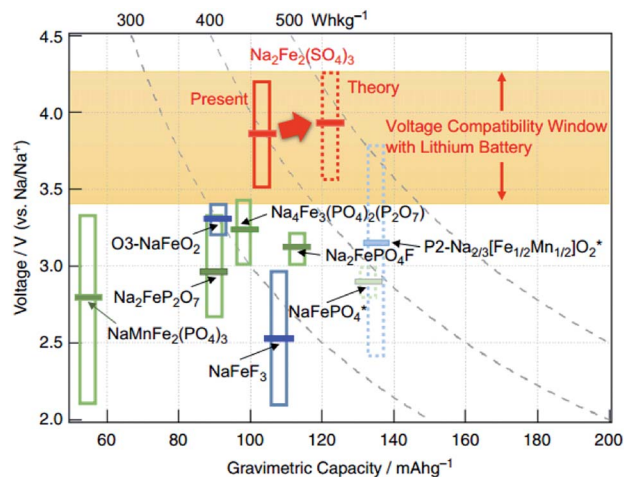 300 400 500 Whkg⁻¹
4.5
4.0
3.5
3.0
2.5
2.0
Voltage / V (vs. Na/Na⁺)
Na₂Fe₂(SO₄)₃
Present
Theory
Voltage Compatibility Window
with Lithium Battery
Na₄Fe₃(PO₄)₂(P₂O₇)
O3-NaFeO₂
P2-Na₂/₃[Fe₁/₂Mn₁/₂]O₂*
Na₂FePO₄F
Na₂FeP₂O₇
NaFePO₄*
NaMnFe₂(PO₄)₃
NaFeF₃
60 80 100 120 140 160 180 200
Gravimetric Capacity / mAhg⁻¹